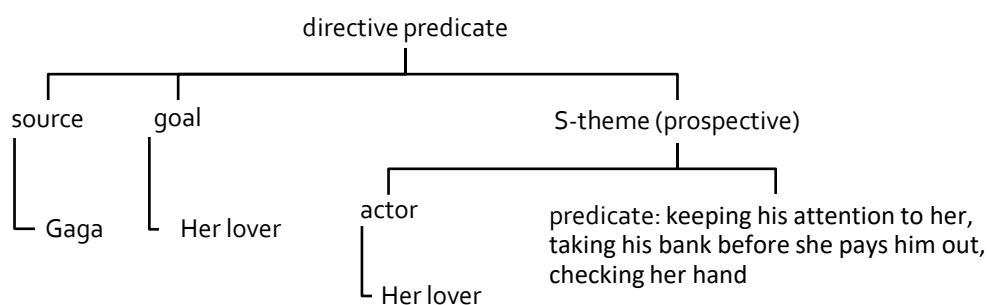 directive predicate
source
goal
S-theme (prospective)
Gaga
Her lover
actor
predicate: keeping his attention to her,
taking his bank before she pays him out,
checking her hand
Her lover